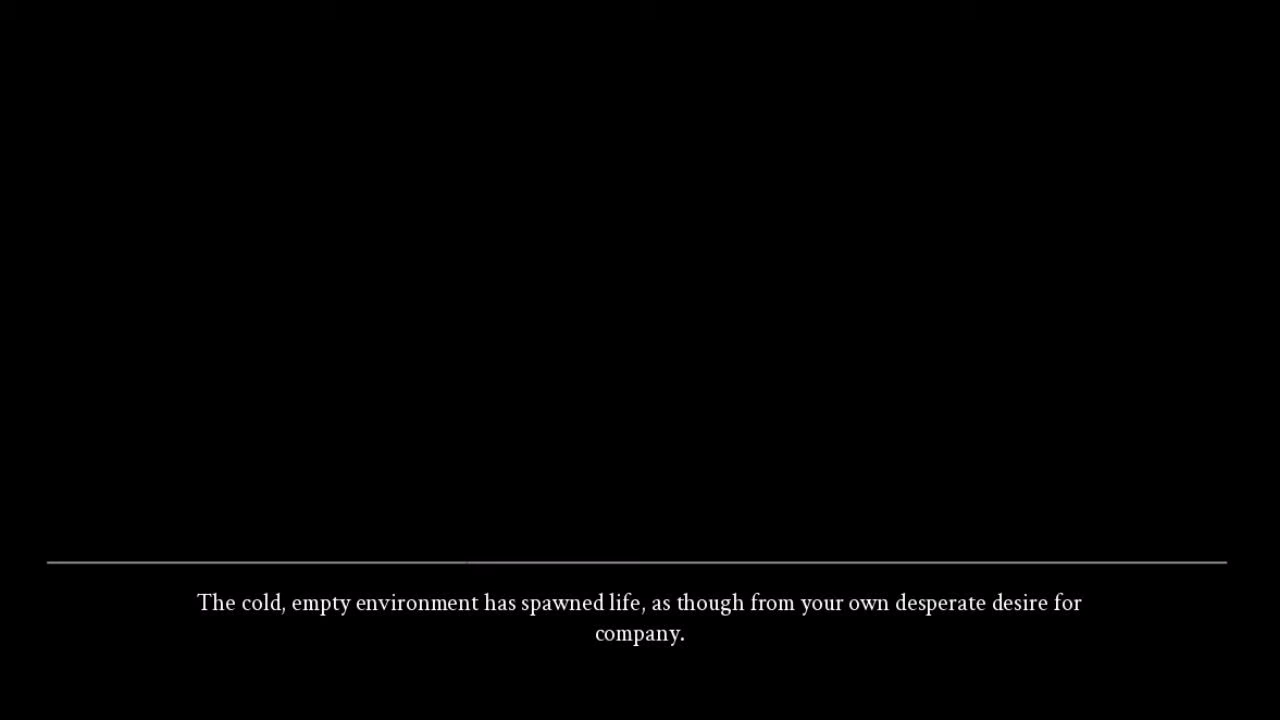 The cold, empty environment has spawned life, as though from your own desperate desire for
company.